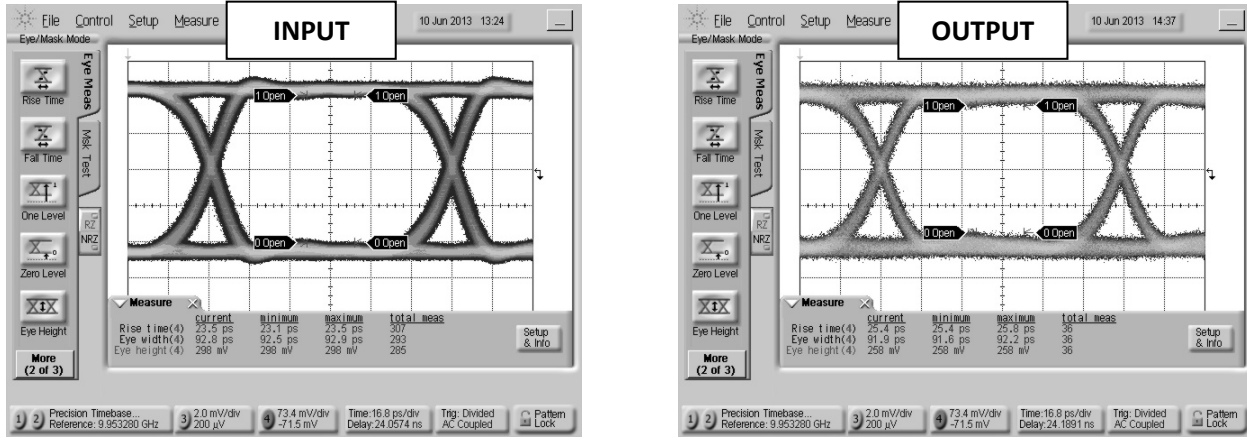 INPUT
File Control Setup Measure
10 Jun 2013 13:24
Eye/Mask Mode
Eye Meas
Msk Test
Rise Time
Fall Time
One Level
RZ
NRZ
Zero Level
Eye Height
More
(2 of 3)
1 Open 1 Open
0 Open 0 Open
Measure
current minimum maximum total meas
Rise time(4) 23.5 ps 23.1 ps 23.5 ps 307
Eye width(4) 92.8 ps 92.5 ps 92.9 ps 293
Eye height(4) 298 mV 298 mV 298 mV 285
Setup
& Info
1 2 Precision Timebase...
Reference: 9.953280 GHz
3 2.0 mV/div
200 µV
4 73.4 mV/div
-71.5 mV
Time:16.8 ps/div
Delay:24.0574 ns
Trig: Divided
AC Coupled
Pattern
Lock
OUTPUT
File Control Setup Measure
10 Jun 2013 14:37
Eye/Mask Mode
Eye Meas
Msk Test
Rise Time
Fall Time
One Level
RZ
NRZ
Zero Level
Eye Height
More
(2 of 3)
1 Open 1 Open
0 Open 0 Open
Measure
current minimum maximum total meas
Rise time(4) 25.4 ps 25.4 ps 25.8 ps 36
Eye width(4) 91.9 ps 91.6 ps 92.2 ps 36
Eye height(4) 258 mV 258 mV 258 mV 36
Setup
& Info
1 2 Precision Timebase...
Reference: 9.953280 GHz
3 2.0 mV/div
200 µV
4 73.4 mV/div
-71.5 mV
Time:16.8 ps/div
Delay:24.1891 ns
Trig: Divided
AC Coupled
Pattern
Lock